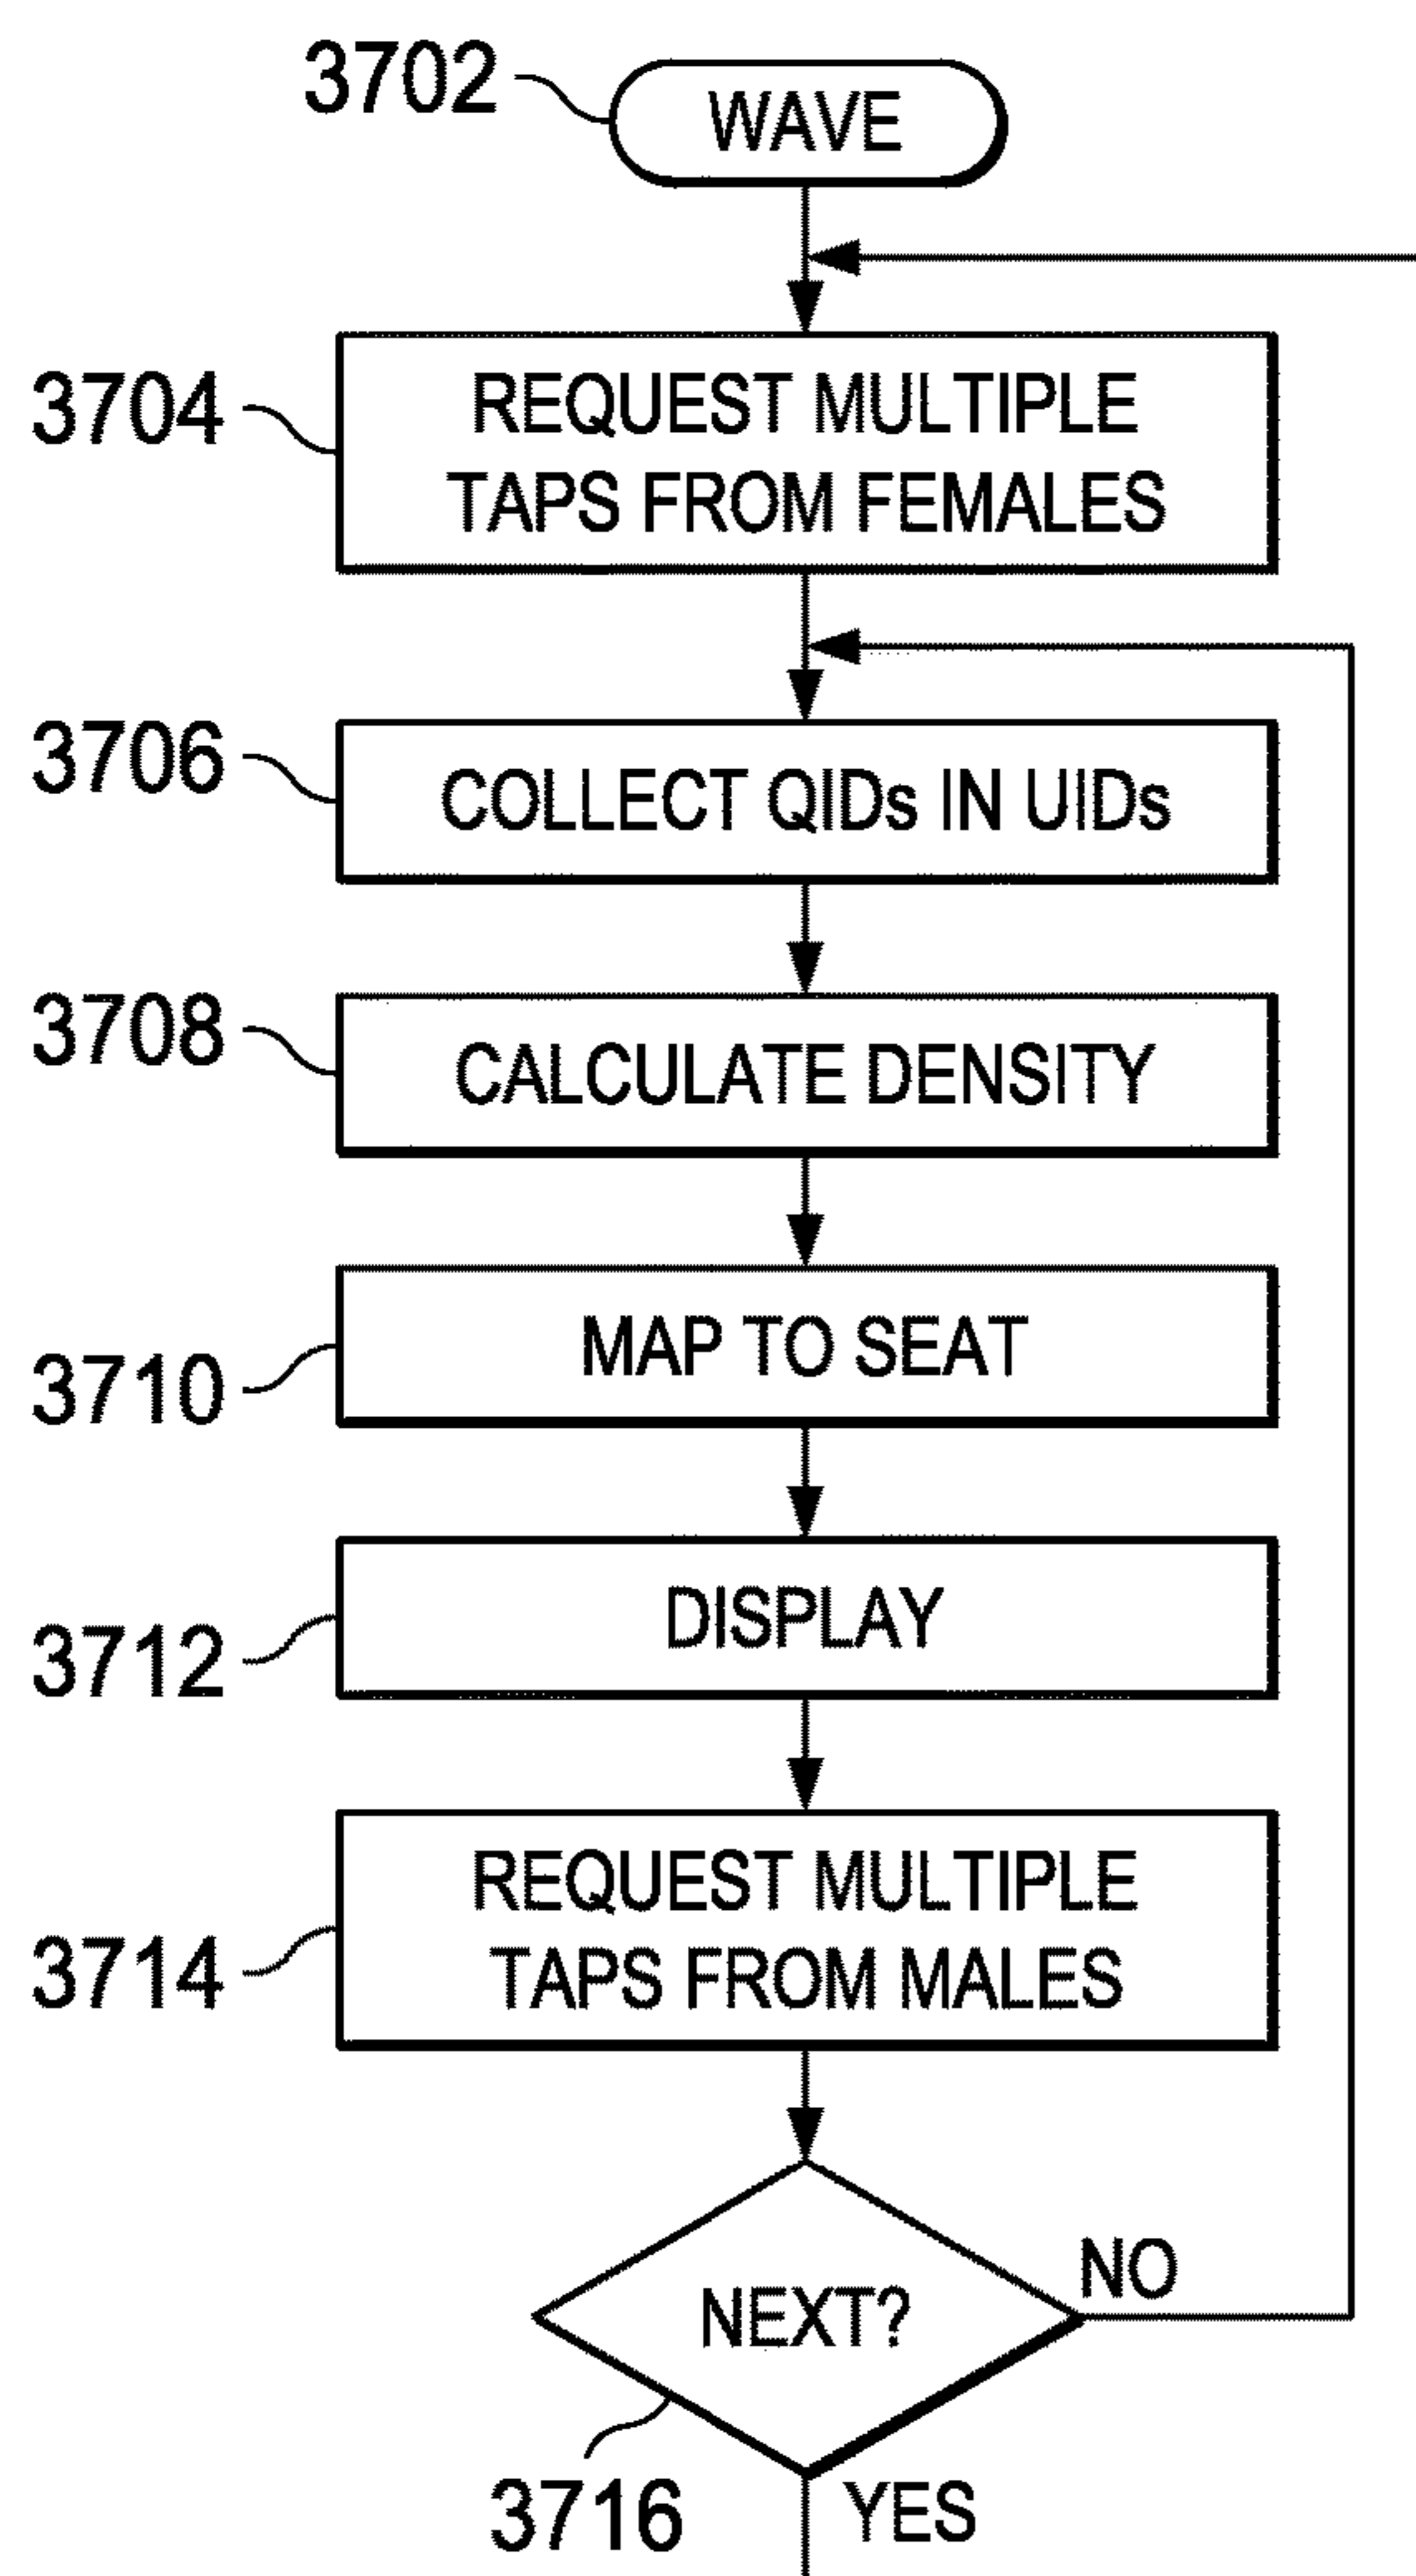 3702
WAVE
3704
REQUEST MULTIPLE
TAPS FROM FEMALES
3706
COLLECT QIDs IN UIDs
3708
CALCULATE DENSITY
3710
MAP TO SEAT
3712
DISPLAY
3714
REQUEST MULTIPLE
TAPS FROM MALES
NEXT?
NO
3716
YES